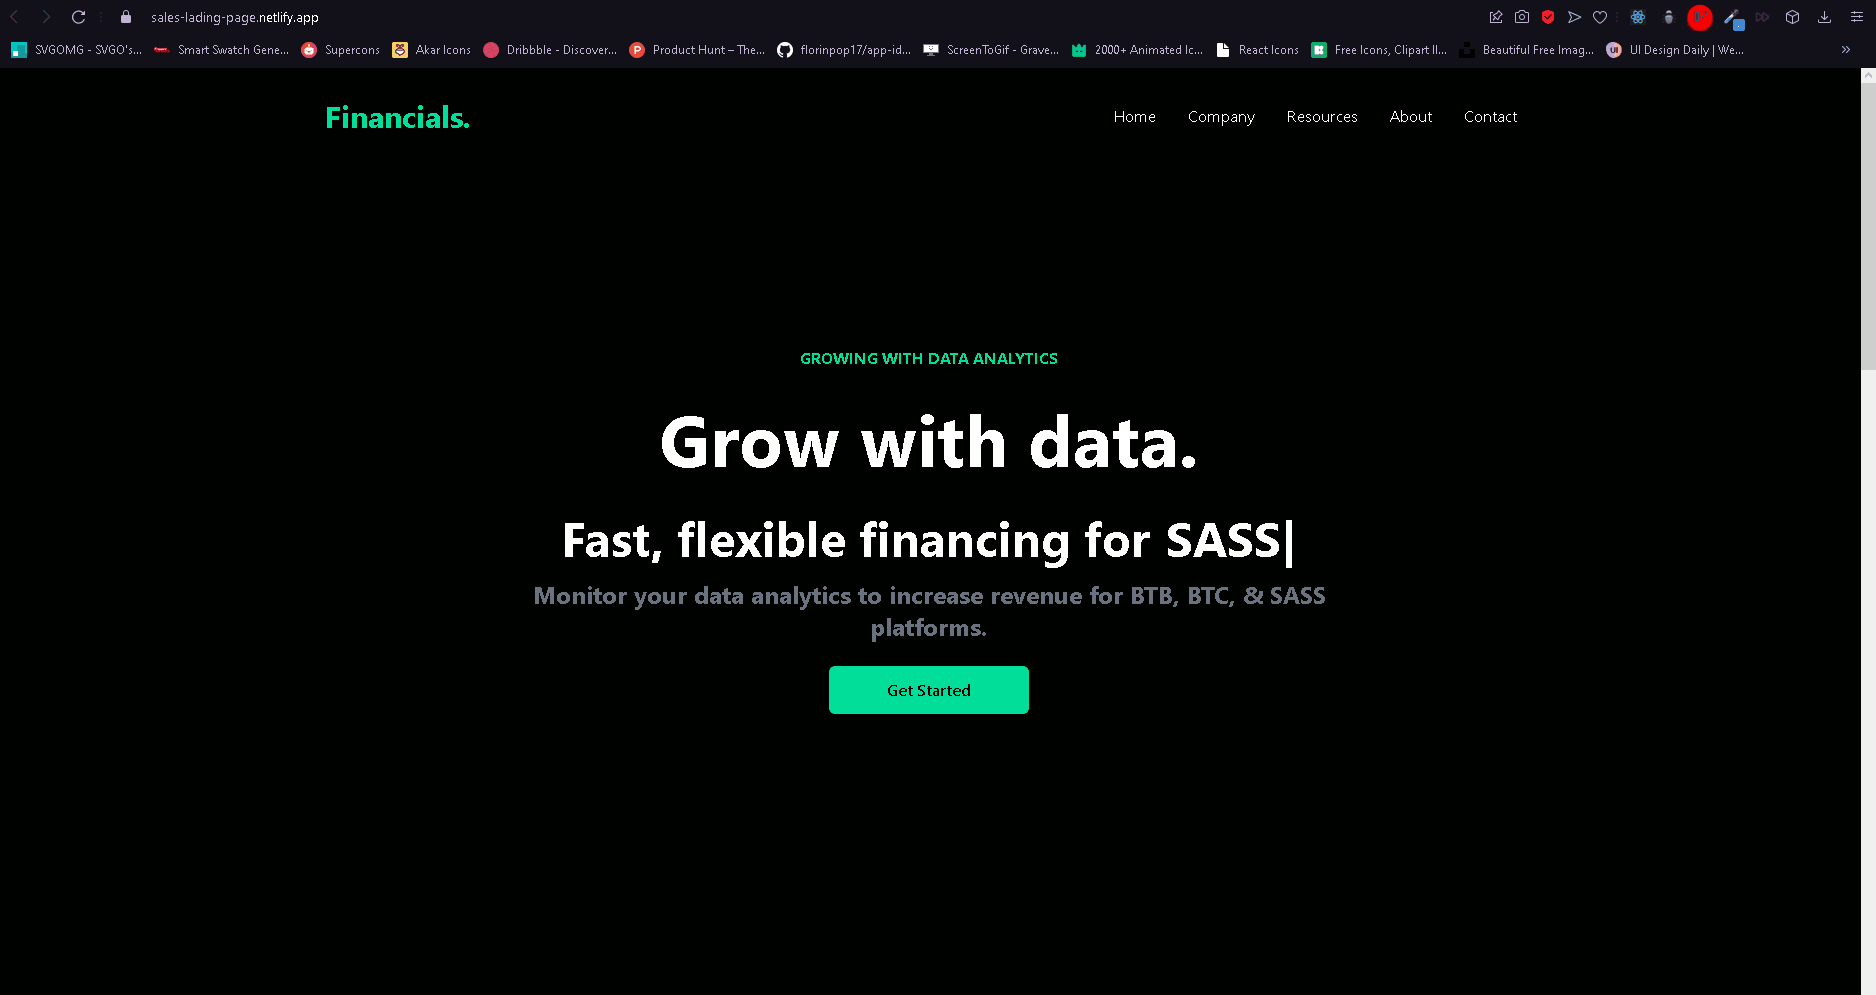 sales-lading-page.netlify.app
SVGOMG - SVGO's... Smart Swatch Gene... Supercons Akar Icons Dribbble - Discover... Product Hunt – The... florinpop17/app-id... ScreenToGif - Grave... 2000+ Animated Ic... React Icons Free Icons, Clipart Il... Beautiful Free Imag... UI Design Daily | We... »
Financials.
Home Company Resources About Contact
GROWING WITH DATA ANALYTICS
Grow with data.
Fast, flexible financing for SASS|
Monitor your data analytics to increase revenue for BTB, BTC, & SASS
platforms.
Get Started